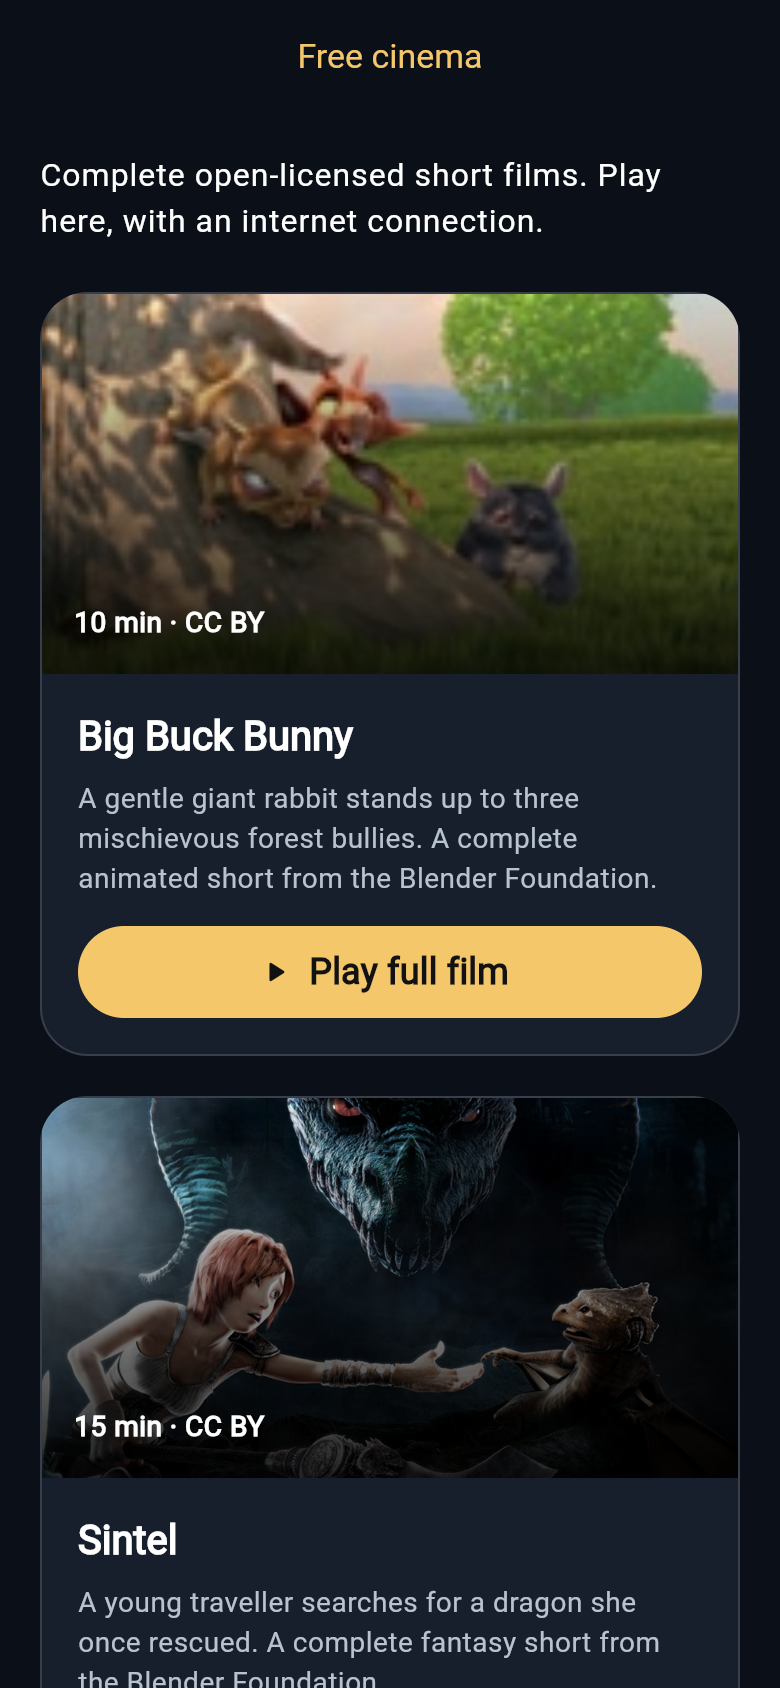 Free cinema
Complete open-licensed short films. Play
here, with an internet connection.
10 min · CC BY
Big Buck Bunny
A gentle giant rabbit stands up to three
mischievous forest bullies. A complete
animated short from the Blender Foundation.
Play full film
15 min · CC BY
Sintel
A young traveller searches for a dragon she
once rescued. A complete fantasy short from
the Blender Foundation